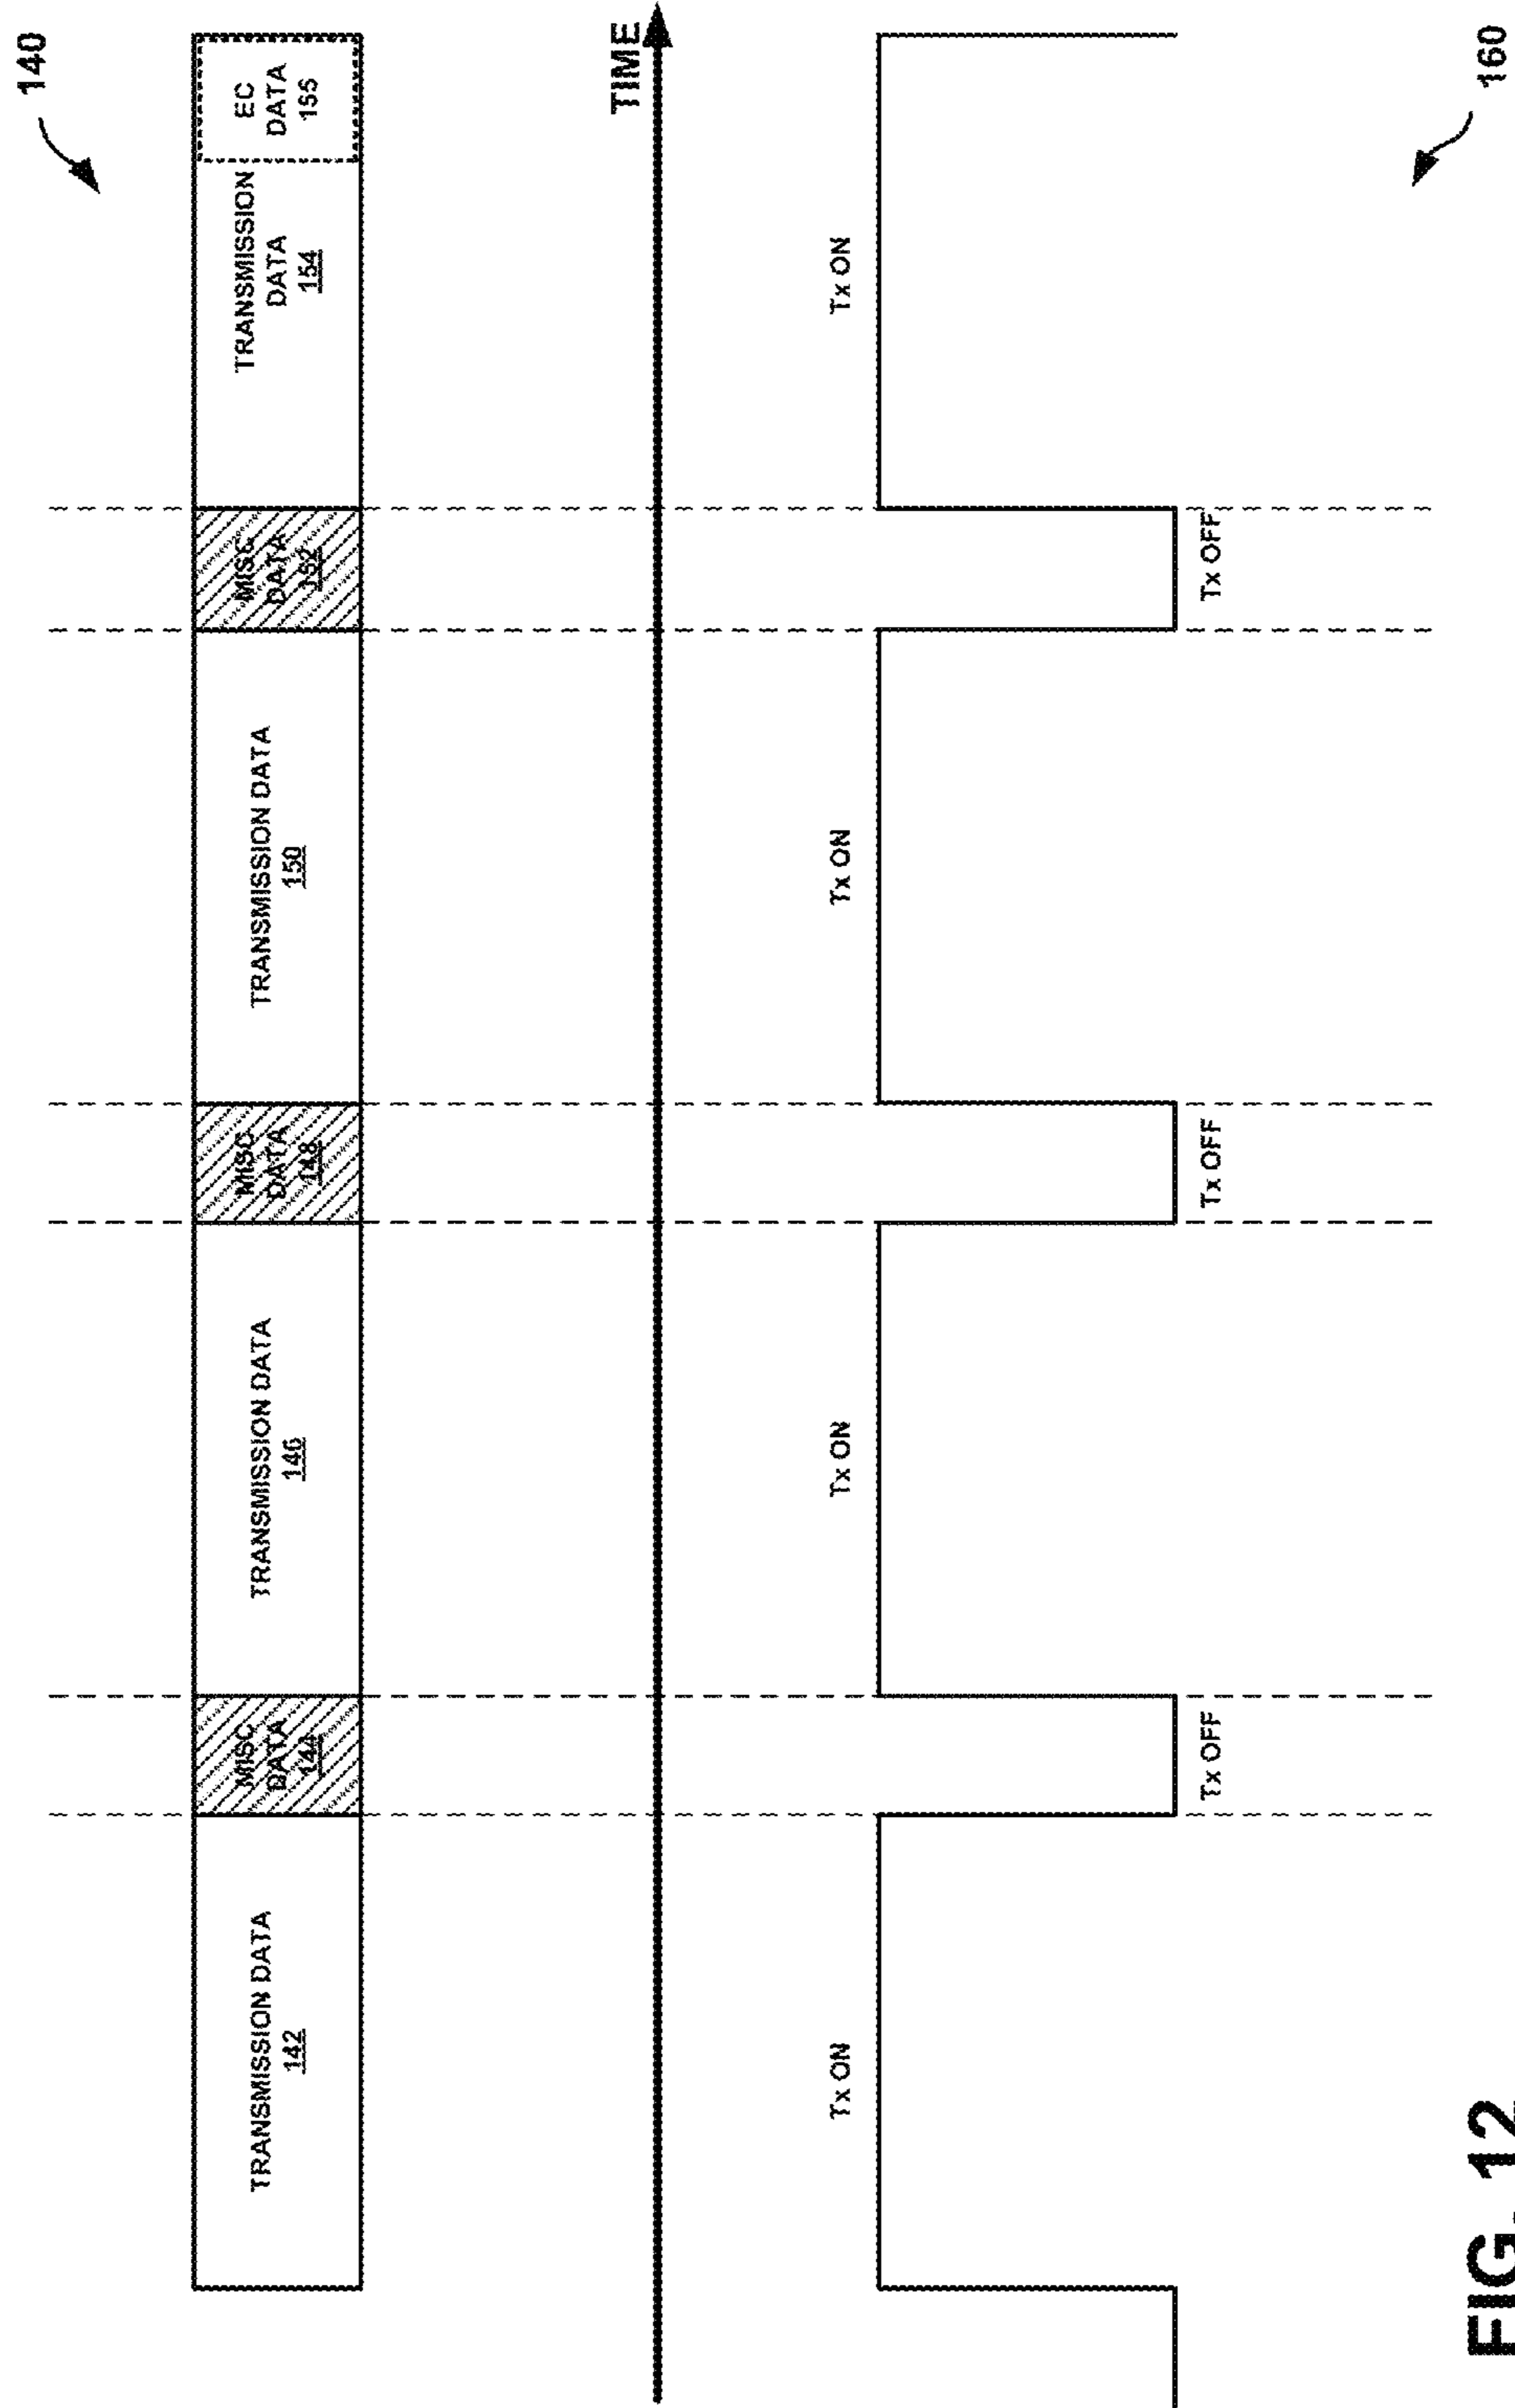 140
TRANSMISSION DATA
142
MISC
DATA
144
TRANSMISSION DATA
146
MISC
DATA
148
TRANSMISSION DATA
150
MISC
DATA
152
TRANSMISSION
DATA
154
EC
DATA
155
TIME
Tx ON
Tx OFF
Tx ON
Tx OFF
Tx ON
Tx OFF
Tx ON
160
FIG. 12